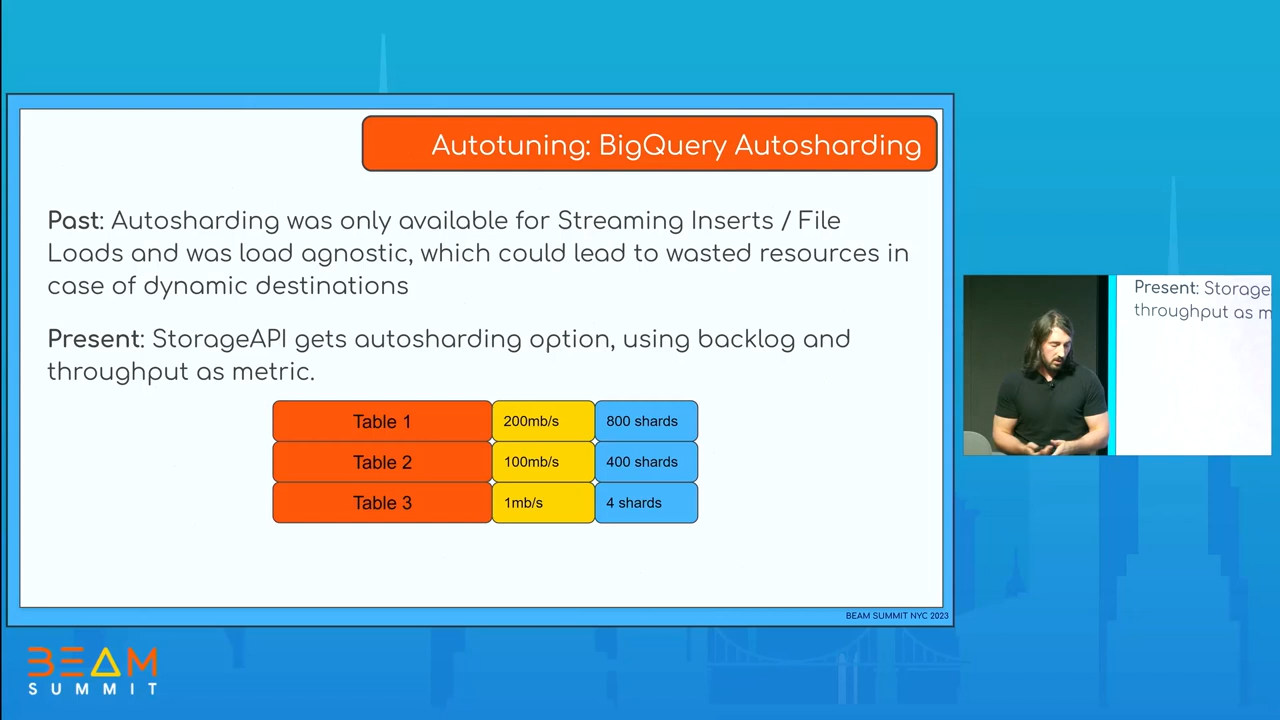 Autotuning: BigQuery Autosharding
Past: Autosharding was only available for Streaming Inserts / File
Loads and was load agnostic, which could lead to wasted resources in
case of dynamic destinations
Present: StorageAPI gets autosharding option, using backlog and
throughput as metric.
Table 1 200mb/s 800 shards
Table 2 100mb/s 400 shards
Table 3 1mb/s 4 shards
BEAM SUMMIT NYC 2023
Present: Storage
throughput as m
BEAM
SUMMIT